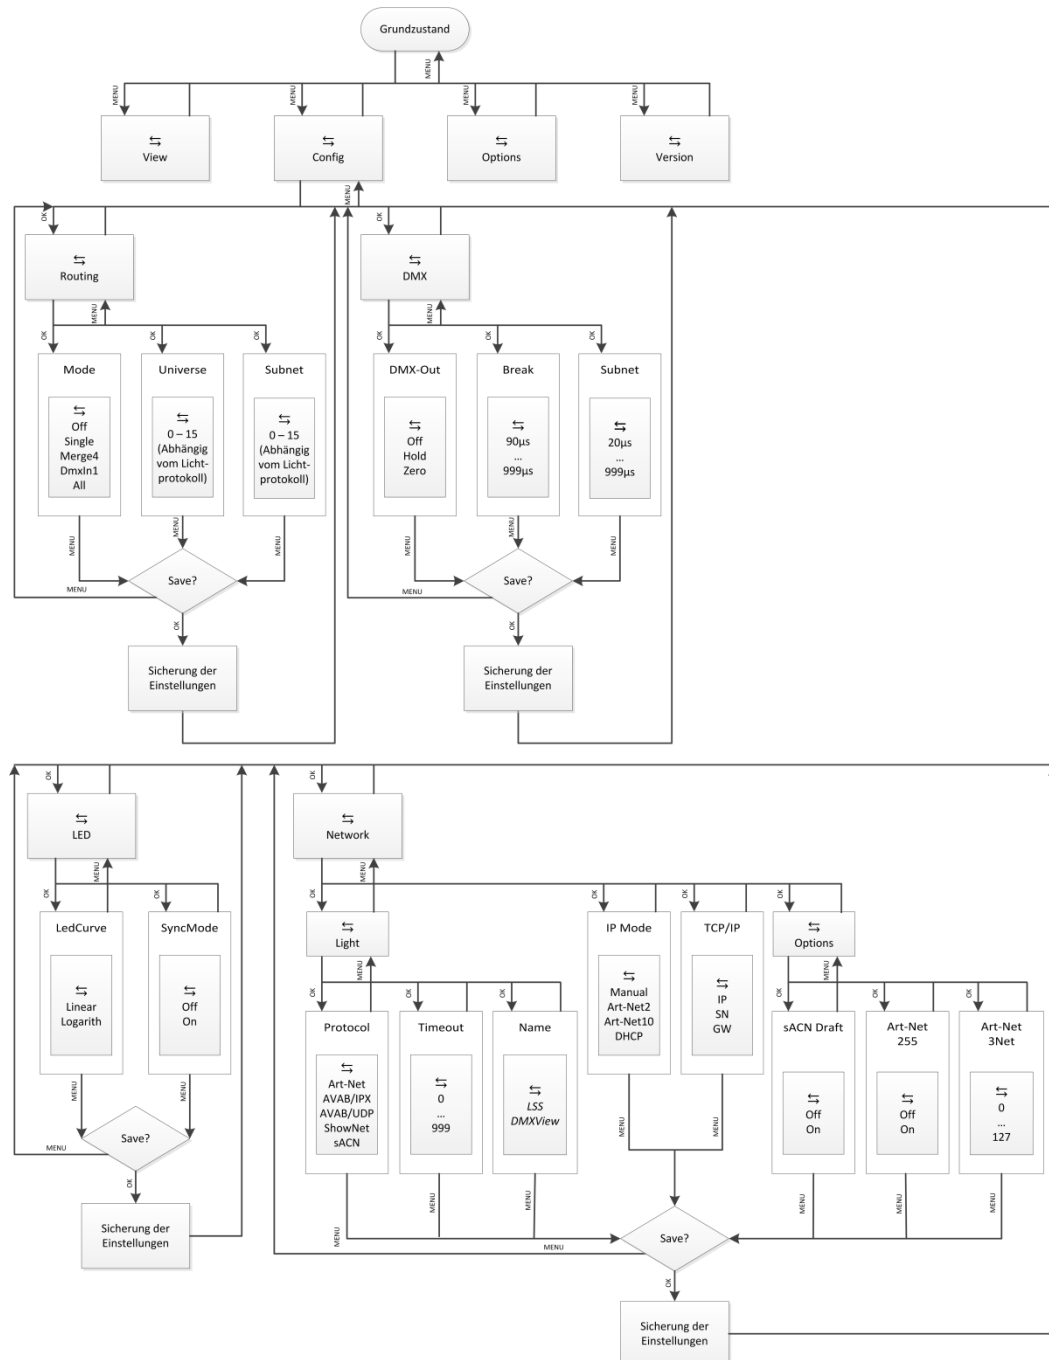 Grundzustand
MENU
MENU
MENU
MENU
MENU
⇆
View
⇆
Config
⇆
Options
⇆
Version
MENU
OK
OK
⇆
Routing
⇆
DMX
MENU
MENU
OK
OK
OK
OK
OK
OK
Mode
⇆
Off
Single
Merge4
DmxIn1
All
Universe
⇆
0 – 15
(Abhängig
vom Licht-
protokoll)
Subnet
⇆
0 – 15
(Abhängig
vom Licht-
protokoll)
DMX-Out
⇆
Off
Hold
Zero
Break
⇆
90µs
...
999µs
Subnet
⇆
20µs
...
999µs
MENU
MENU
MENU
MENU
MENU
MENU
Save?
MENU
Save?
MENU
OK
OK
Sicherung der
Einstellungen
Sicherung der
Einstellungen
OK
OK
⇆
LED
⇆
Network
MENU
MENU
OK
OK
OK
OK
OK
OK
LedCurve
⇆
Linear
Logarith
SyncMode
⇆
Off
On
⇆
Light
IP Mode
⇆
Manual
Art-Net2
Art-Net10
DHCP
TCP/IP
⇆
IP
SN
GW
⇆
Options
MENU
MENU
OK
OK
OK
OK
OK
OK
Protocol
⇆
Art-Net
AVAB/IPX
AVAB/UDP
ShowNet
sACN
Timeout
⇆
0
...
999
Name
⇆
LSS
DMXView
sACN Draft
⇆
Off
On
Art-Net
255
⇆
Off
On
Art-Net
3Net
⇆
0
...
127
MENU
MENU
MENU
MENU
Save?
MENU
OK
Sicherung der
Einstellungen
MENU
MENU
MENU
MENU
MENU
MENU
Save?
MENU
OK
Sicherung der
Einstellungen